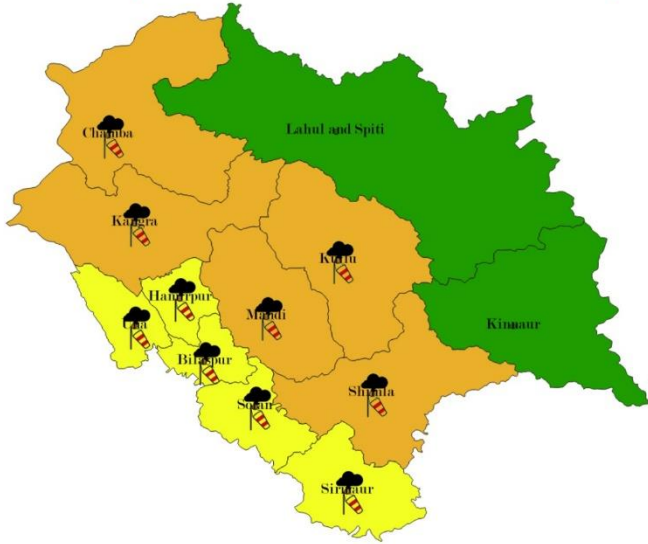 Lahul and Spiti
Chamba
Kangra
Kullu
Hamirpur
Mandi
Una
Kinnaur
Bilaspur
Shimla
Solan
Sirmaur